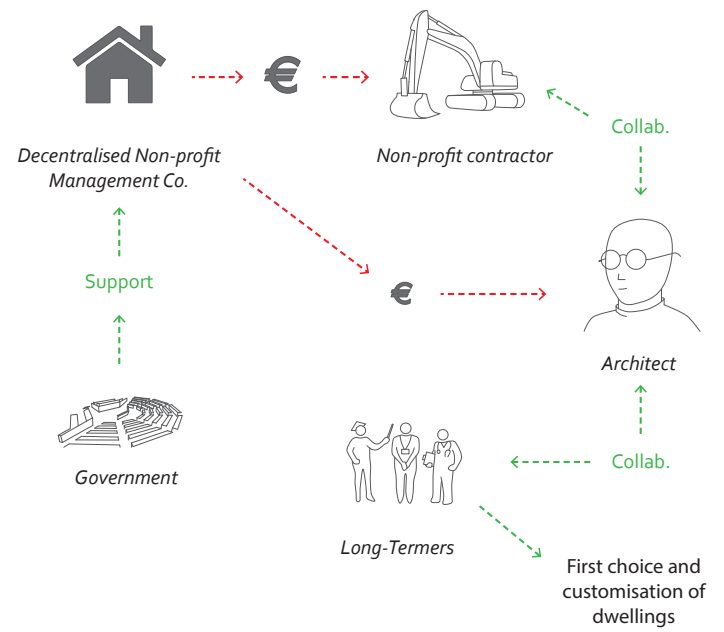 €
Collab.
Decentralised Non-profit
Management Co.
Non-profit contractor
Support
€
Architect
Government
Collab.
Long-Termers
First choice and
customisation of
dwellings